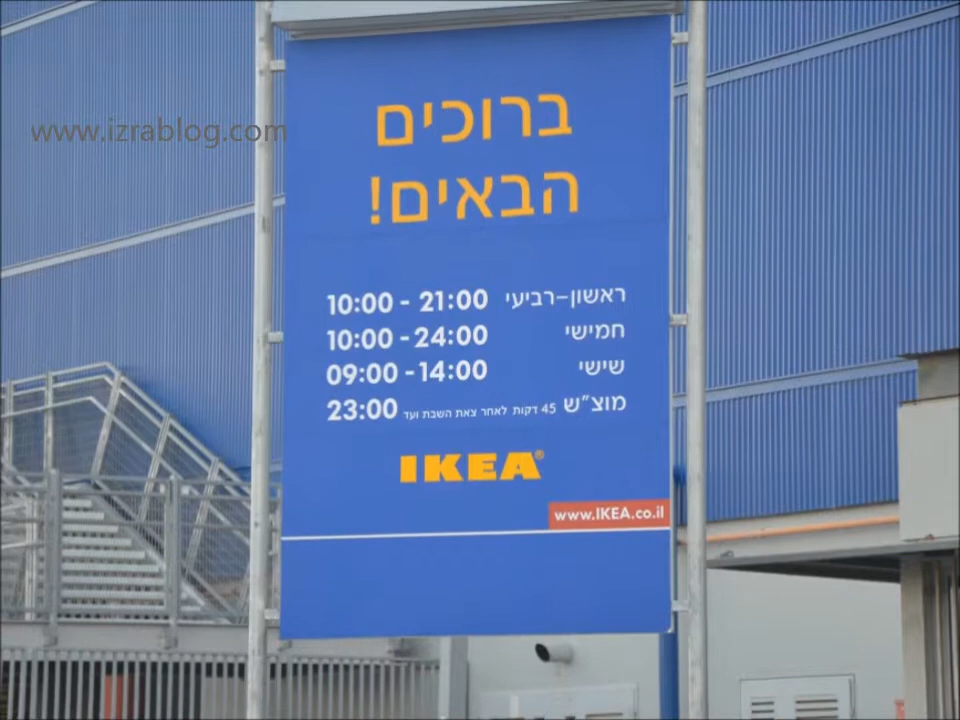 www.izrablog.com
ברוכים
הבאים!
ראשון-רביעי 10:00 - 21:00
חמישי 10:00 - 24:00
שישי 09:00 - 14:00
מוצ"ש 45 דקות לאחר צאת השבת ועד 23:00
IKEA®
www.IKEA.co.il